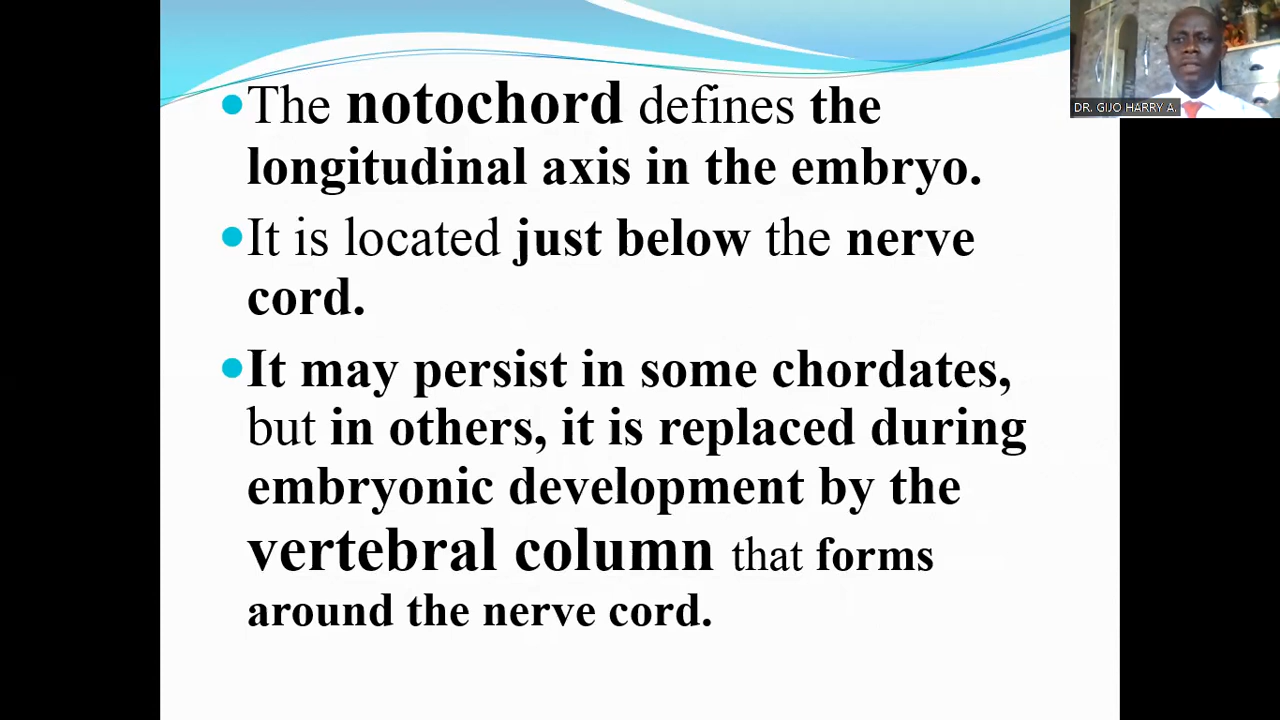 DR. GIJO HARRY A.
•The notochord defines the
longitudinal axis in the embryo.
•It is located just below the nerve
cord.
•It may persist in some chordates,
but in others, it is replaced during
embryonic development by the
vertebral column that forms
around the nerve cord.